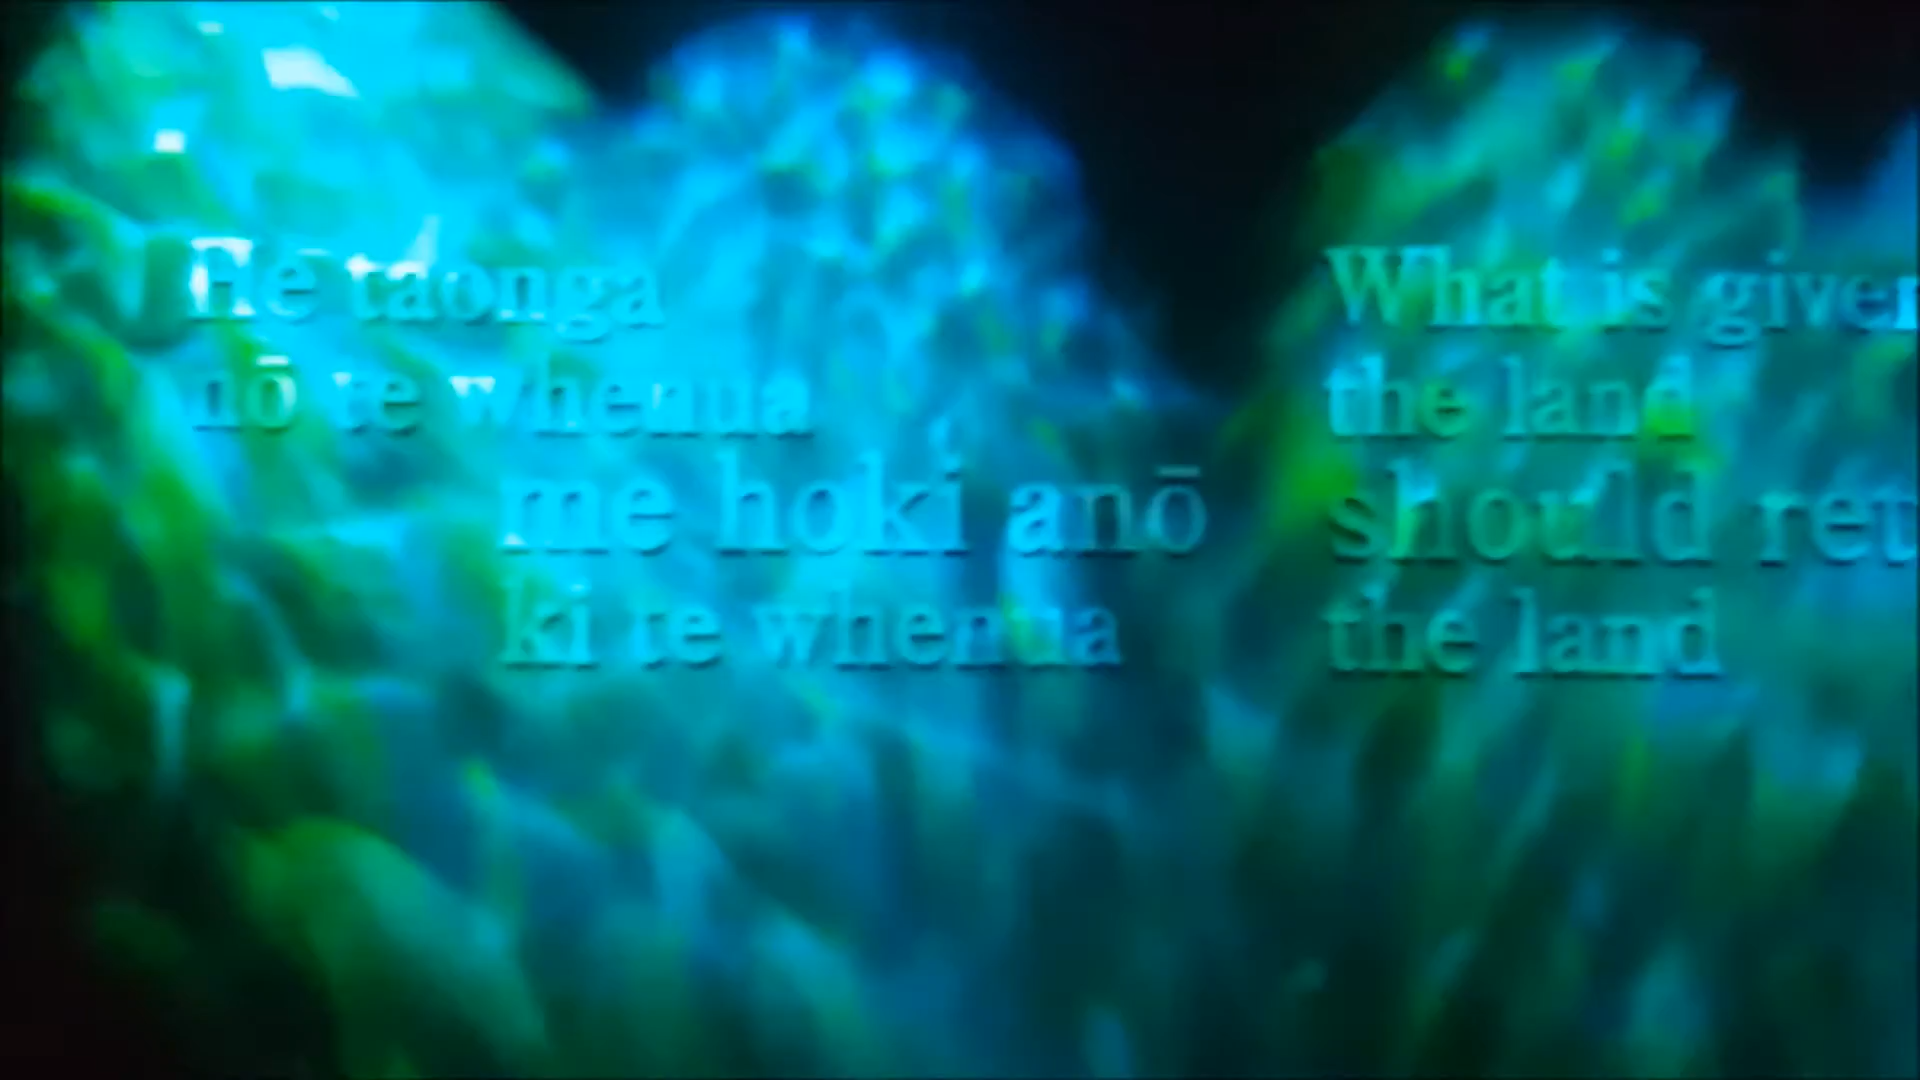 He taonga
nō te whenua
me hoki anō
ki te whenua
What is given
the land
should ret
the land